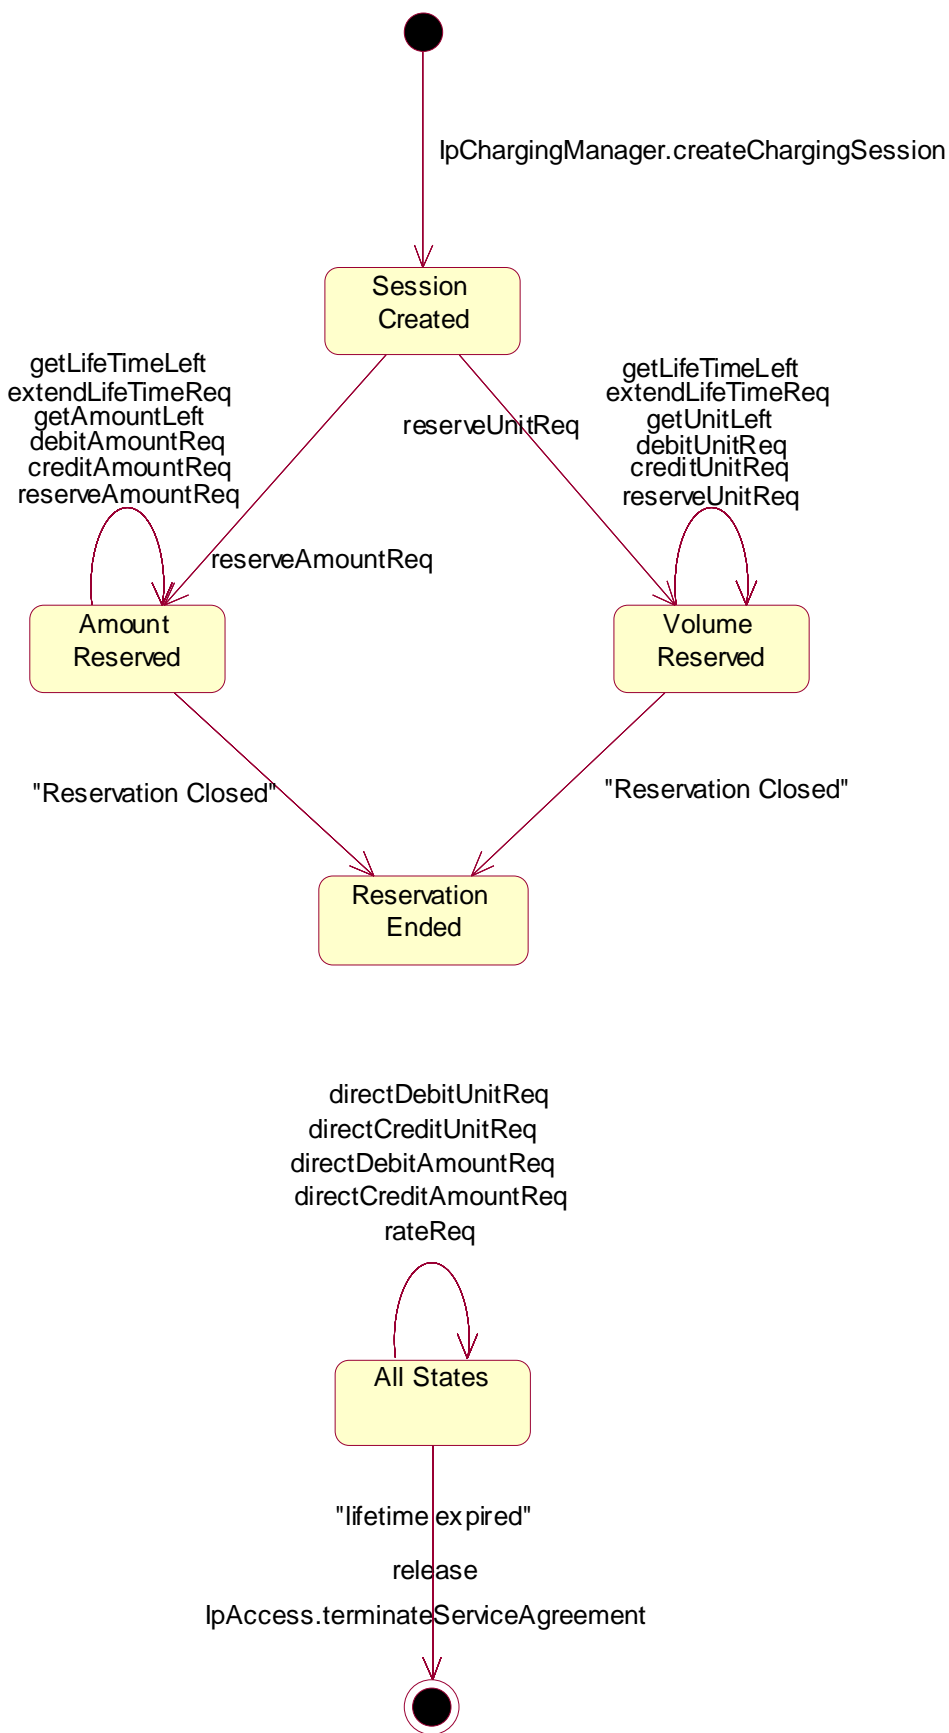 IpChargingManager.createChargingSession
Session
Created
getLifeTimeLeft
extendLifeTimeReq
getAmountLeft
debitAmountReq
creditAmountReq
reserveAmountReq
reserveUnitReq
getLifeTimeLeft
extendLifeTimeReq
getUnitLeft
debitUnitReq
creditUnitReq
reserveUnitReq
reserveAmountReq
Amount
Reserved
Volume
Reserved
"Reservation Closed"
"Reservation Closed"
Reservation
Ended
directDebitUnitReq
directCreditUnitReq
directDebitAmountReq
directCreditAmountReq
rateReq
All States
"lifetime expired"
release
IpAccess.terminateServiceAgreement